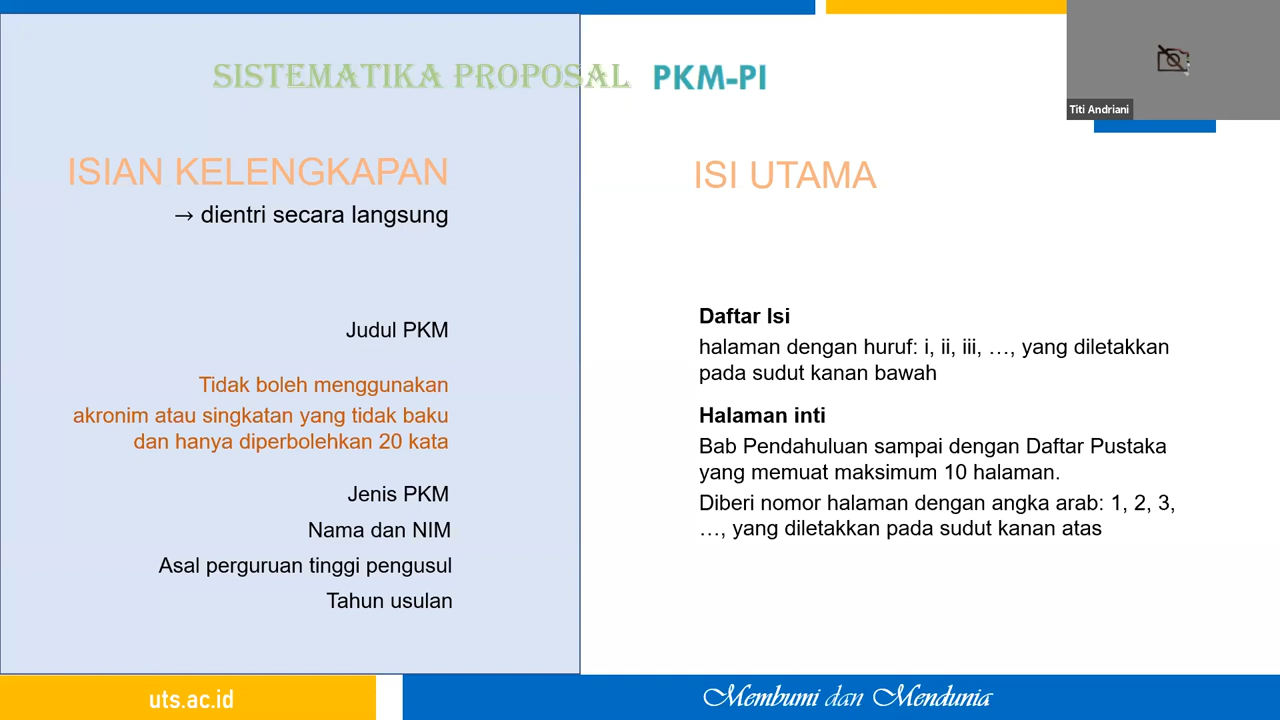 SISTEMATIKA PROPOSAL PKM-PI
Titi Andriani
ISIAN KELENGKAPAN
→ dientri secara langsung
Judul PKM
Tidak boleh menggunakan
akronim atau singkatan yang tidak baku
dan hanya diperbolehkan 20 kata
Jenis PKM
Nama dan NIM
Asal perguruan tinggi pengusul
Tahun usulan
ISI UTAMA
Daftar Isi
halaman dengan huruf: i, ii, iii, …, yang diletakkan
pada sudut kanan bawah
Halaman inti
Bab Pendahuluan sampai dengan Daftar Pustaka
yang memuat maksimum 10 halaman.
Diberi nomor halaman dengan angka arab: 1, 2, 3,
…, yang diletakkan pada sudut kanan atas
uts.ac.id
Membumi dan Mendunia